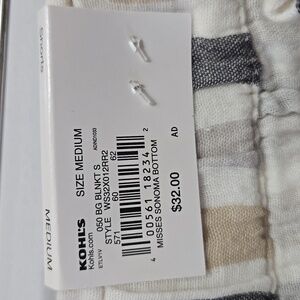 Shorts
MEDIUM
KOHL'S
Kohls.com
SIZE MEDIUM
050 BG BLNKT S
STYLE WS32X012RR2
571 60 62
4 00561 18234 2
MISSES SONOMA BOTTOM
$32.00
AD